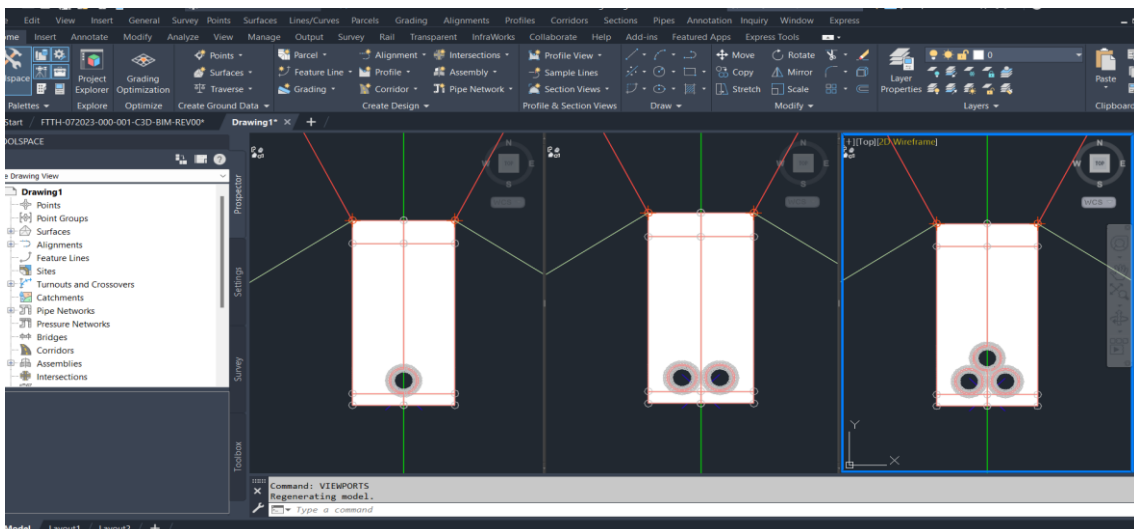 Edit View Insert General Survey Points Surfaces Lines/Curves Parcels Grading Alignments Profiles Corridors Sections Pipes Annotation Inquiry Window Express
Insert Annotate Modify Analyze View Manage Output Survey Rail Transparent InfraWorks Collaborate Help Add-ins Featured Apps Express Tools
Points Parcel Alignment Intersections Profile View Move Rotate 0
Project Explorer Grading Optimization Surfaces Feature Line Profile Assembly Sample Lines Copy Mirror Layer Properties Paste
Traverse Grading Corridor Pipe Network Section Views Stretch Scale
Palettes Explore Optimize Create Ground Data Create Design Profile & Section Views Draw Modify Layers Clipboard
Start FTTH-072023-000-001-C3D-BIM-REV00* Drawing1* × +
OOLSPACE
e Drawing View
Drawing1
Points
Point Groups
Surfaces
Alignments
Feature Lines
Sites
Turnouts and Crossovers
Catchments
Pipe Networks
Pressure Networks
Bridges
Corridors
Assemblies
Intersections
Prospector
Settings
Survey
Toolbox
N
W TOP E
S
WCS
N
W TOP E
S
WCS
[+][Top][2D Wireframe]
N
W TOP E
S
WCS
Y
X
Command: VIEWPORTS
Regenerating model.
Type a command
Model Layout1 Layout2 +